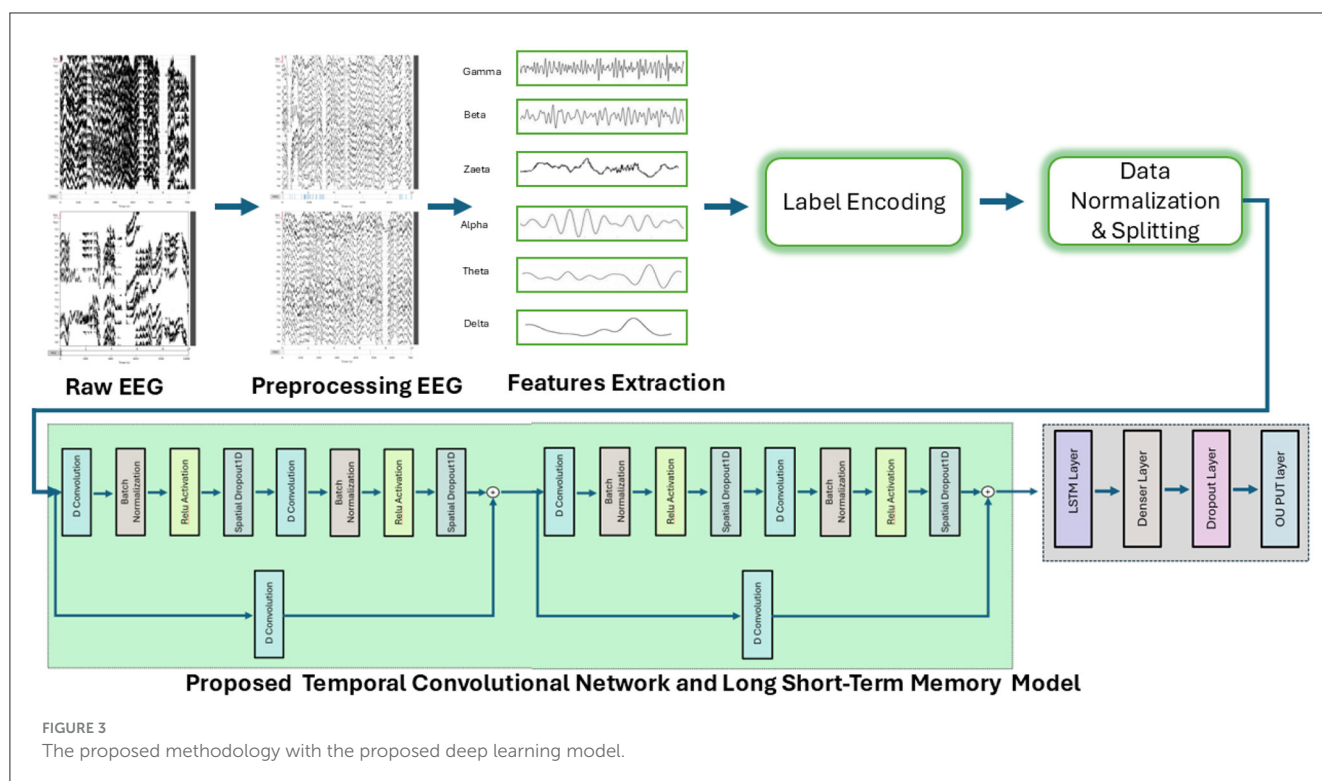 Gamma
Beta
Zaeta
Alpha
Theta
Delta
Raw EEG
Preprocessing EEG
Features Extraction
Label Encoding
Data
Normalization
& Splitting
D Convolution
Batch
Normalization
Relu Activation
Spatial Dropout1D
D Convolution
Batch
Normalization
Relu Activation
Spatial Dropout1D
D Convolution
Batch
Normalization
Relu Activation
Spatial Dropout1D
D Convolution
Batch
Normalization
Relu Activation
Spatial Dropout1D
LSTM Layer
Denser Layer
Dropout Layer
OU PUT layer
D Convolution
D Convolution
Proposed Temporal Convolutional Network and Long Short-Term Memory Model
FIGURE 3
The proposed methodology with the proposed deep learning model.